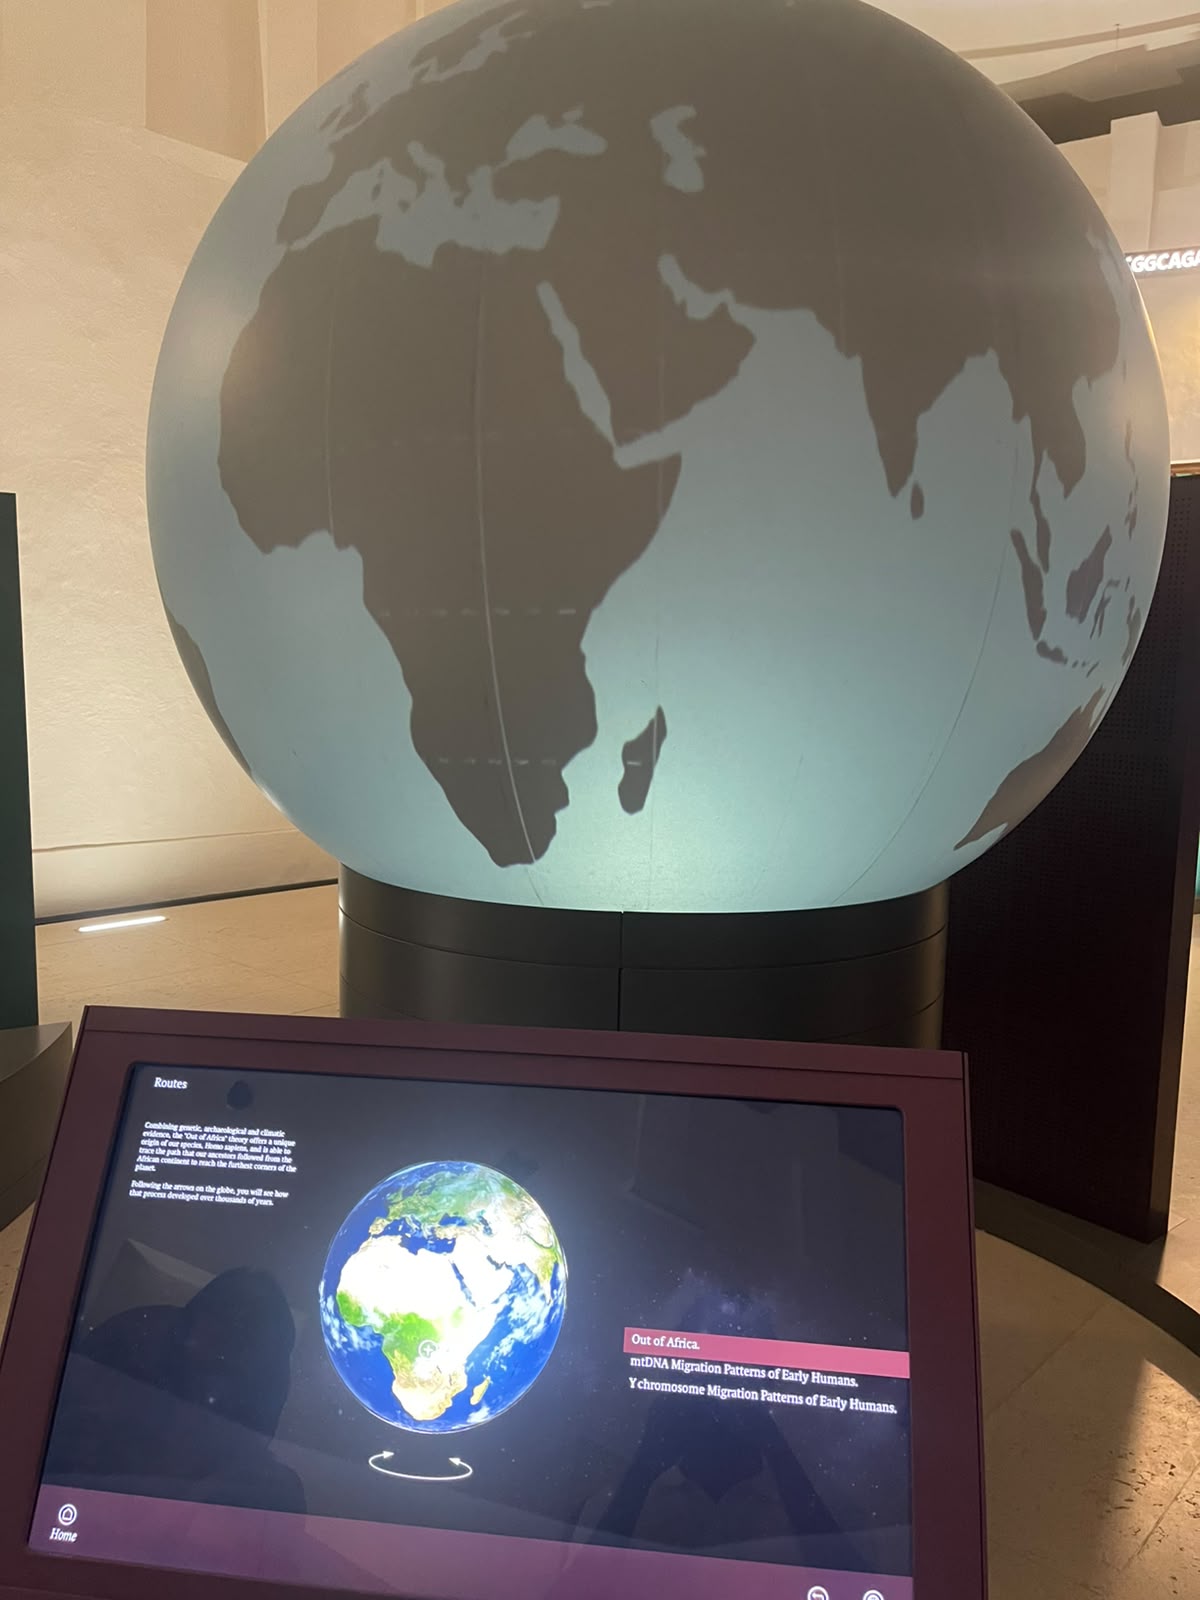 GGCAGA
Routes
Combining genetic, archaeological and climatic
evidence, the "Out of Africa" theory offers a unique
origin of our species, Homo sapiens, and is able to
trace the path that our ancestors followed from the
African continent to reach the furthest corners of the
planet.
Following the arrows on the globe, you will see how
that process developed over thousands of years.
Out of Africa.
mtDNA Migration Patterns of Early Humans.
Y chromosome Migration Patterns of Early Humans.
Home